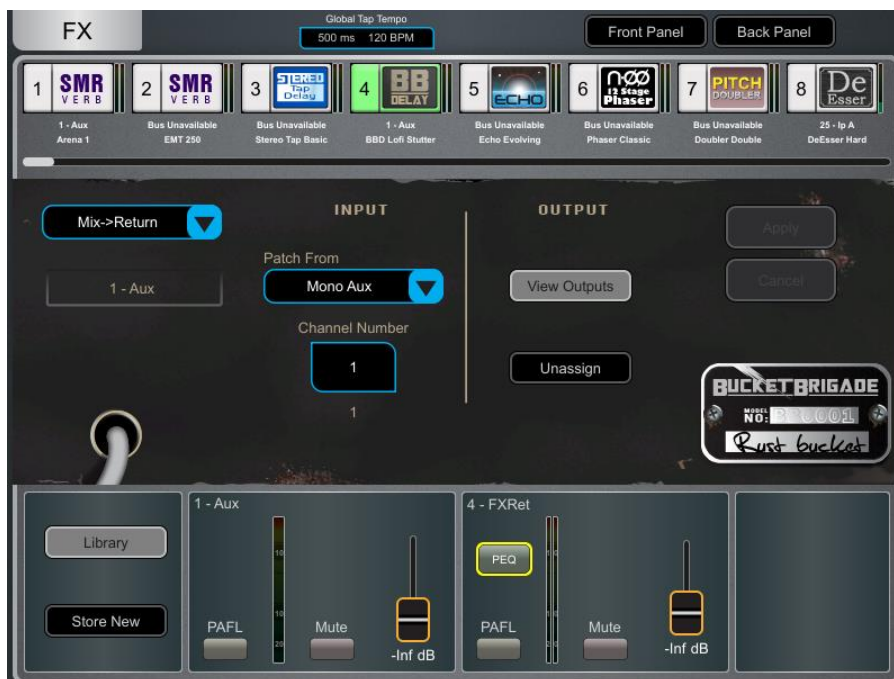 FX
Global Tap Tempo
500 ms 120 BPM
Front Panel
Back Panel
1
SMR
VERB
2
SMR
VERB
3
STEREO
Tap
Delay
4
BB
DELAY
5
ECHO
6
12 Stage
Phaser
7
PITCH
DOUBLER
8
De
Esser
1 - Aux
Arena 1
Bus Unavailable
EMT 250
Bus Unavailable
Stereo Tap Basic
1 - Aux
BBD Lofi Stutter
Bus Unavailable
Echo Evolving
Bus Unavailable
Phaser Classic
Bus Unavailable
Doubler Double
25 - Ip A
DeEsser Hard
Mix->Return
1 - Aux
INPUT
Patch From
Mono Aux
Channel Number
1
1
OUTPUT
View Outputs
Unassign
Apply
Cancel
BUCKETBRIGADE
MODEL
NO:
Rust bucket
Library
Store New
1 - Aux
10
10
20
PAFL
Mute
-Inf dB
4 - FXRet
PEQ
PAFL
Mute
-Inf dB